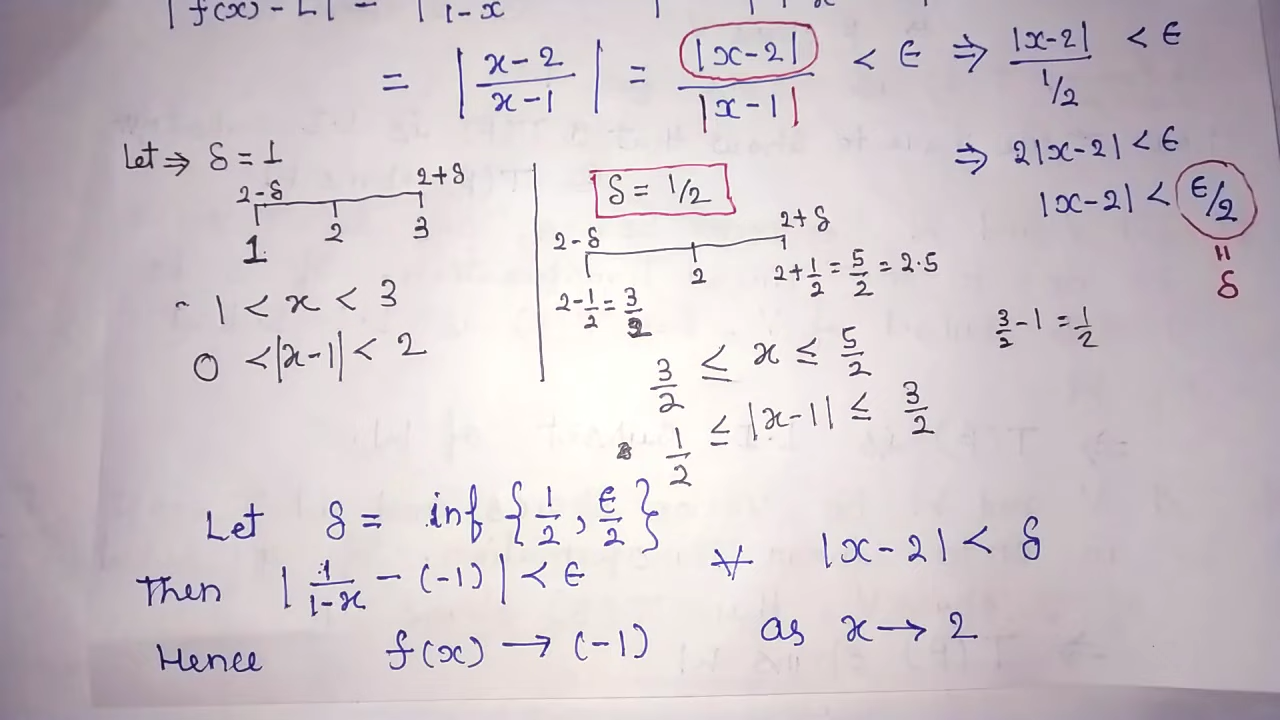 |f(x) - L| = |1-x
= |x-2/x-1| = |x-2|/|x-1| < ϵ ⇒ |x-2|/1/2 < ϵ
⇒ 2|x-2| < ϵ
|x-2| < ϵ/2
= δ
Let ⇒ δ = 1
2-δ 2+δ
1 2 3
1 < x < 3
0 < |x-1| < 2
δ = 1/2
2-δ 2+δ
2 2+1/2 = 5/2 = 2.5
2-1/2 = 3/2
3/2 ≤ x ≤ 5/2
3/2 - 1 = 1/2
1/2 ≤ |x-1| ≤ 3/2
Let δ = inf {1/2, ϵ/2}
Then |1/1-x - (-1)| < ϵ ∀ |x-2| < δ
Hence f(x) → (-1) as x → 2